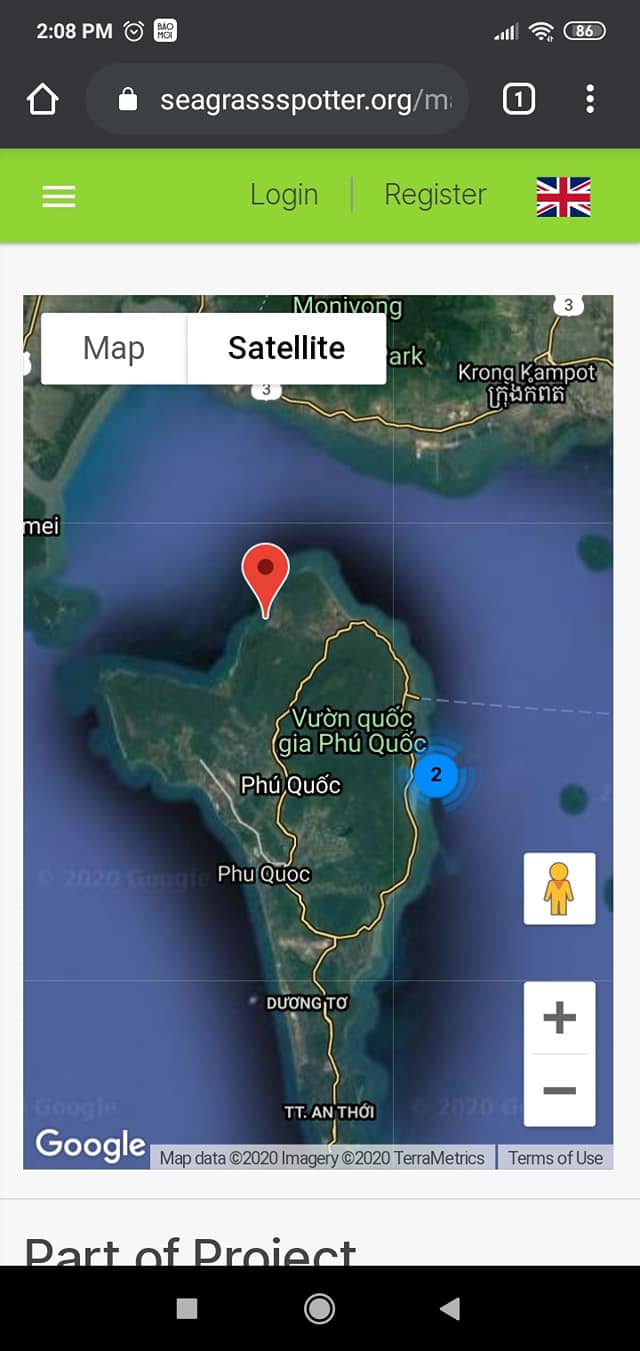 2:08 PM
BÁO
MỚI
86
seagrassspotter.org/ma
1
Login | Register
Monivong
3
Map
Satellite
ark
Krong Kampot
ក្រុងកំពត
3
mei
Vườn quốc
gia Phú Quốc
2
Phú Quốc
© 2020 Google
Phu Quoc
DƯƠNG TƠ
Google
TT. AN THỚI
© 2020 G
Google
Map data ©2020 Imagery ©2020 TerraMetrics
Terms of Use
Part of Project